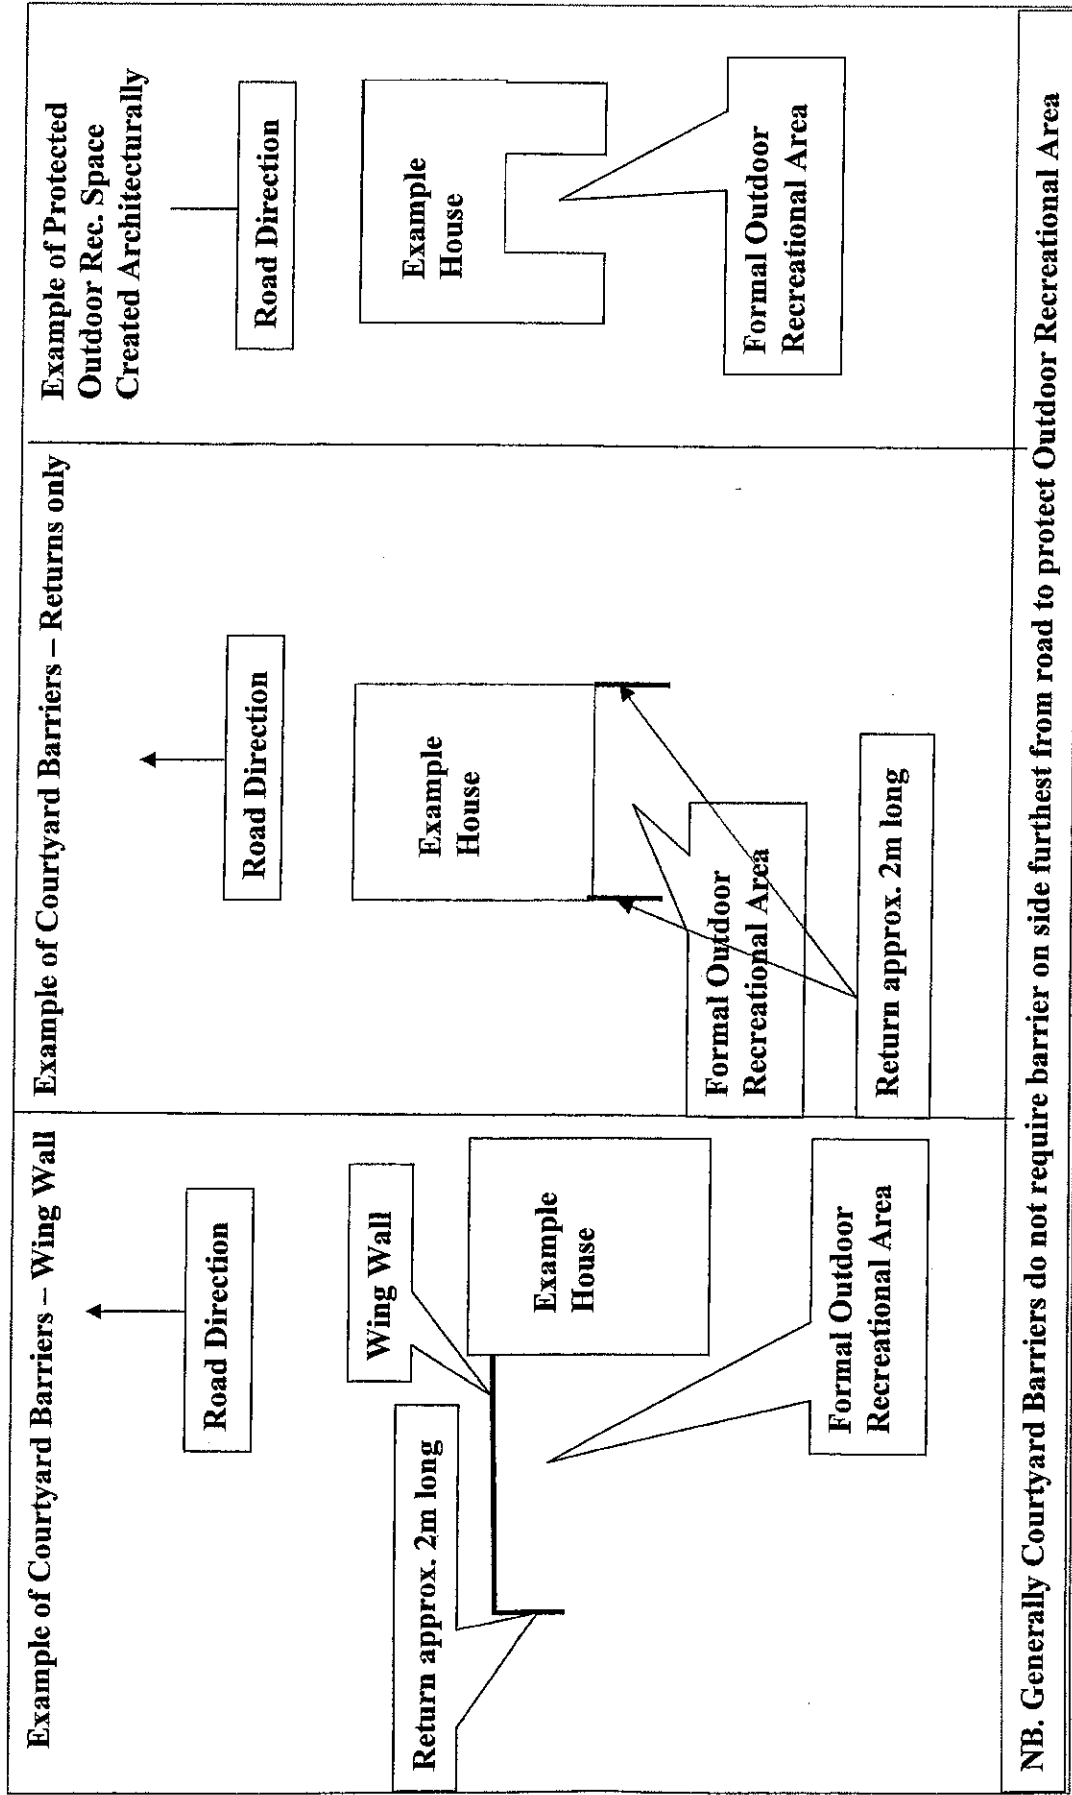 Example of Courtyard Barriers – Wing Wall
Road Direction
Return approx. 2m long
Wing Wall
Example
House
Formal Outdoor
Recreational Area
Example of Courtyard Barriers – Returns only
Road Direction
Example
House
Formal Outdoor
Recreational Area
Return approx. 2m long
Example of Protected
Outdoor Rec. Space
Created Architecturally
Road Direction
Example
House
Formal Outdoor
Recreational Area
NB. Generally Courtyard Barriers do not require barrier on side furthest from road to protect Outdoor Recreational Area